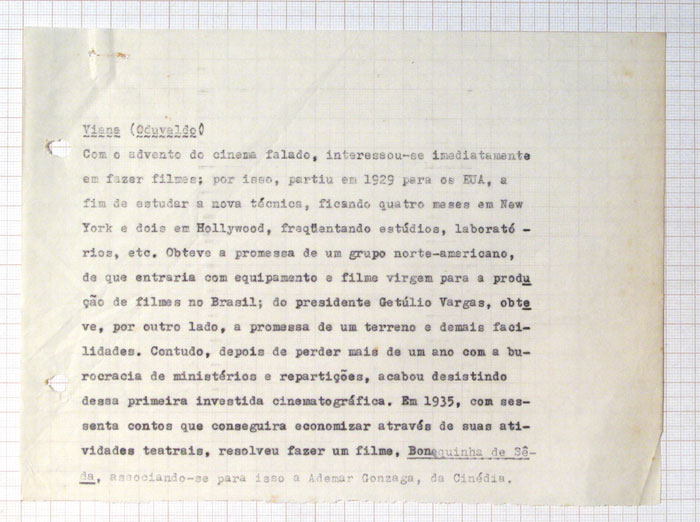 Viana (Oduvaldo)
Com o advento do cinema falado, interessou-se imediatamente
em fazer filmes; por isso, partiu em 1929 para os EUA, a
fim de estudar a nova técnica, ficando quatro meses em New
York e dois em Hollywood, freqüentando estúdios, laborató -
rios, etc. Obteve a promessa de um grupo norte-americano,
de que entraria com equipamento e filme virgem para a produ
ção de filmes no Brasil; do presidente Getúlio Vargas, obte
ve, por outro lado, a promessa de um terreno e demais faci-
lidades. Contudo, depois de perder mais de um ano com a bu-
rocracia de ministérios e repartições, acabou desistindo
dessa primeira investida cinematográfica. Em 1935, com ses-
senta contos que conseguira economizar através de suas ati-
vidades teatrais, resolveu fazer um filme, Bonequinha de Sê-
da, associando-se para isso a Ademar Gonzaga, da Cinédia.